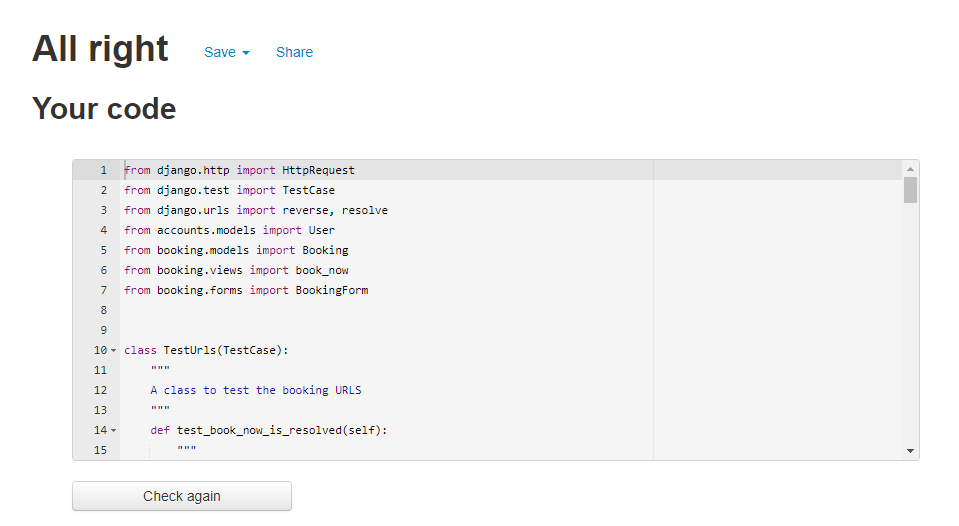 All right Save Share
Your code
1 from django.http import HttpRequest
2 from django.test import TestCase
3 from django.urls import reverse, resolve
4 from accounts.models import User
5 from booking.models import Booking
6 from booking.views import book_now
7 from booking.forms import BookingForm
8
9
10 class TestUrls(TestCase):
11     """
12     A class to test the booking URLS
13     """
14     def test_book_now_is_resolved(self):
15         """
Check again